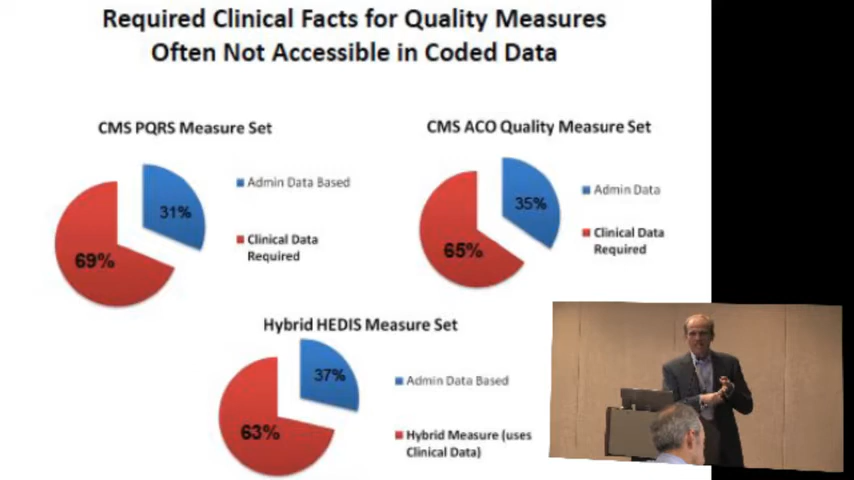 Required Clinical Facts for Quality Measures
Often Not Accessible in Coded Data
CMS PQRS Measure Set
31%
69%
Admin Data Based
Clinical Data
Required
CMS ACO Quality Measure Set
35%
65%
Admin Data
Clinical Data
Required
Hybrid HEDIS Measure Set
37%
63%
Admin Data Based
Hybrid Measure (uses
Clinical Data)